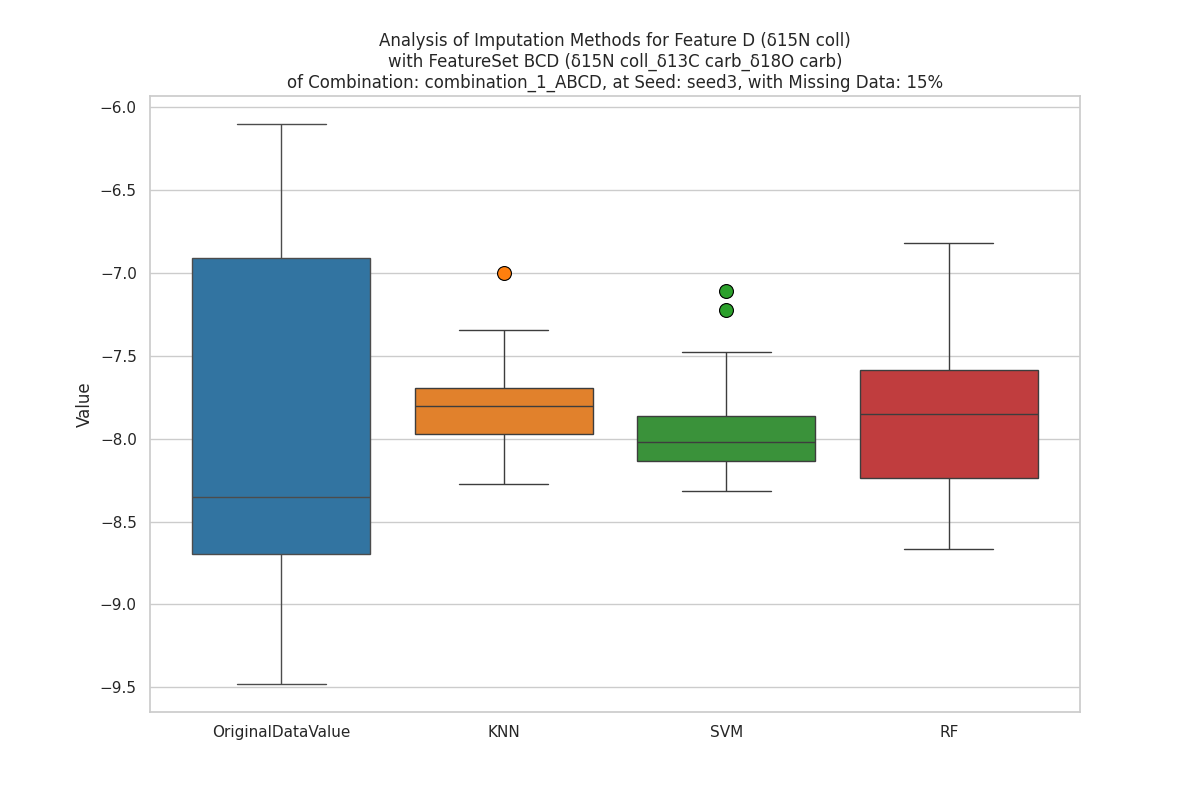 Analysis of Imputation Methods for Feature D (δ15N coll)
with FeatureSet BCD (δ15N coll_δ13C carb_δ18O carb)
of Combination: combination_1_ABCD, at Seed: seed3, with Missing Data: 15%
−6.0
−6.5
−7.0
−7.5
−8.0
−8.5
−9.0
−9.5
Value
OriginalDataValue
KNN
SVM
RF